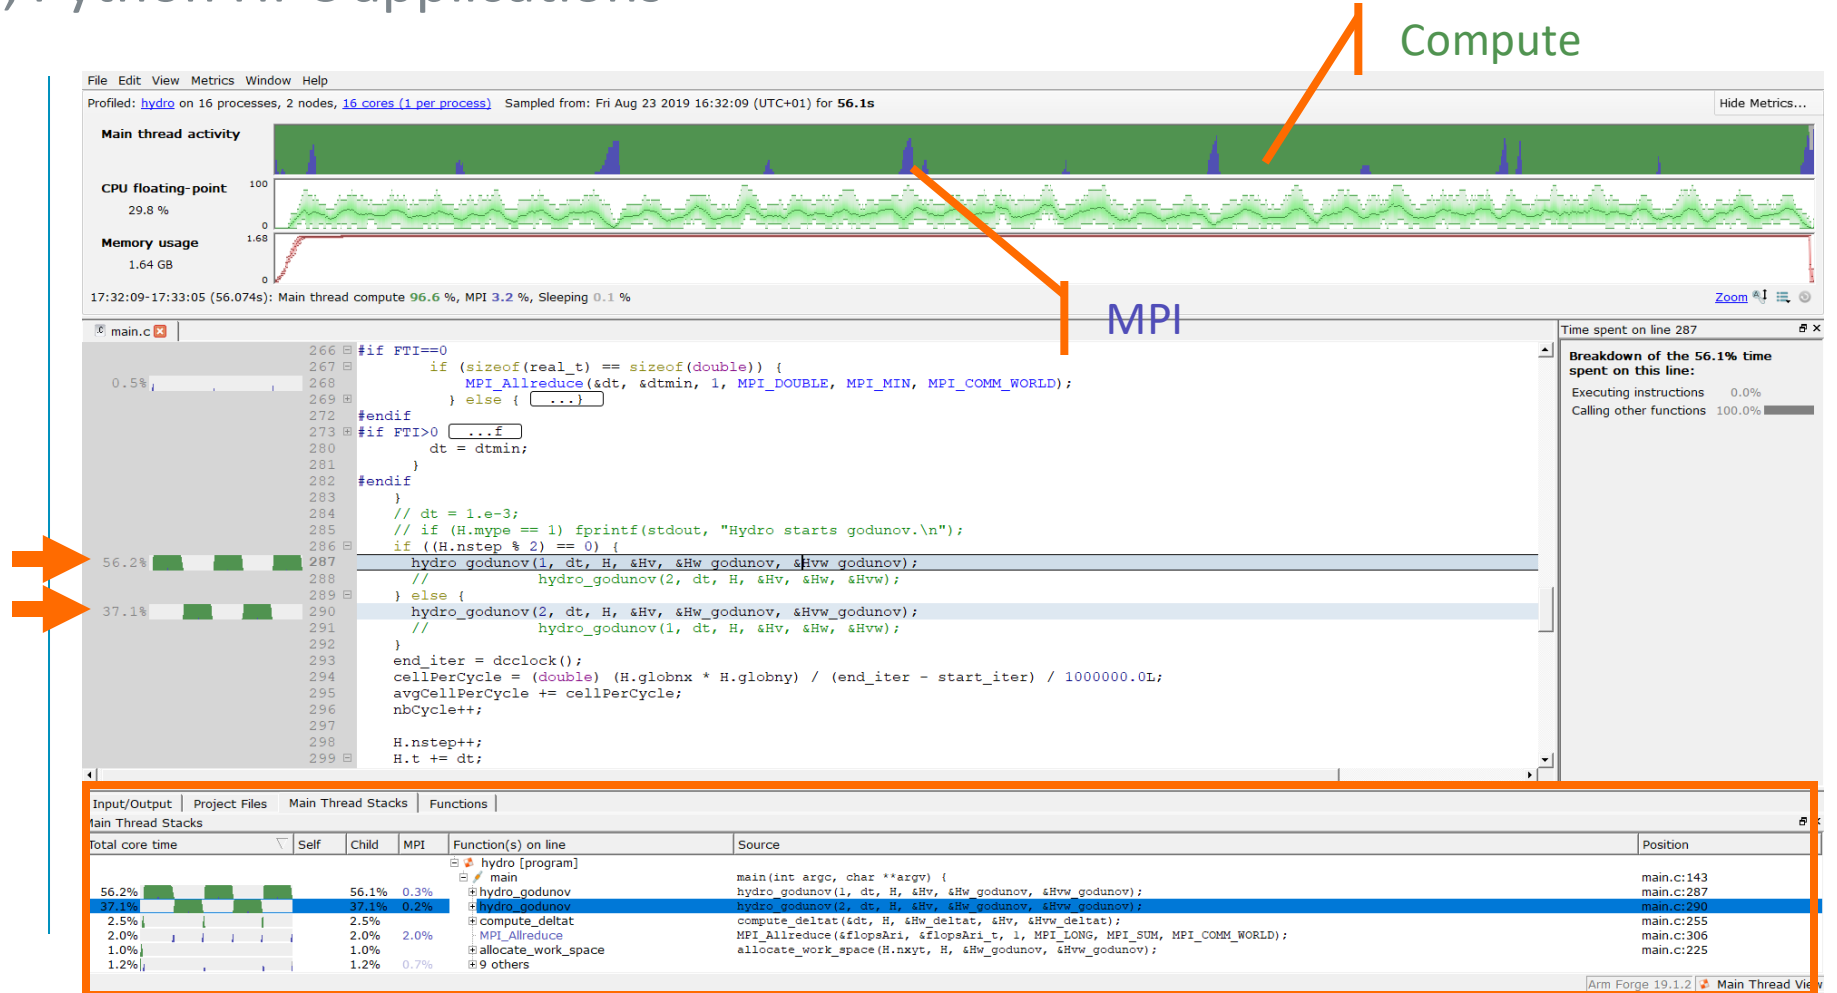 Python HPC applications
Compute
File Edit View Metrics Window Help
Profiled: hydro on 16 processes, 2 nodes, 16 cores (1 per process) Sampled from: Fri Aug 23 2019 16:32:09 (UTC+01) for 56.1s
Hide Metrics...
Main thread activity
CPU floating-point 100
29.8 %
0
Memory usage 1.68
1.64 GB
0
17:32:09-17:33:05 (56.074s): Main thread compute 96.6 %, MPI 3.2 %, Sleeping 0.1 %
Zoom
MPI
main.c
Time spent on line 287
Breakdown of the 56.1% time
spent on this line:
Executing instructions 0.0%
Calling other functions 100.0%
266 #if FTI==0
267 if (sizeof(real_t) == sizeof(double)) {
0.5% 268 MPI_Allreduce(&dt, &dtmin, 1, MPI_DOUBLE, MPI_MIN, MPI_COMM_WORLD);
269 } else { ...}
272 #endif
273 #if FTI>0 ...f
280 dt = dtmin;
281 }
282 #endif
283 }
284 // dt = 1.e-3;
285 // if (H.mype == 1) fprintf(stdout, "Hydro starts godunov.\n");
286 if ((H.nstep % 2) == 0) {
56.2% 287 hydro_godunov(1, dt, H, &Hv, &Hw_godunov, &Hvw_godunov);
288 // hydro_godunov(2, dt, H, &Hv, &Hw, &Hvw);
289 } else {
37.1% 290 hydro_godunov(2, dt, H, &Hv, &Hw_godunov, &Hvw_godunov);
291 // hydro_godunov(1, dt, H, &Hv, &Hw, &Hvw);
292 }
293 end_iter = dcclock();
294 cellPerCycle = (double) (H.globnx * H.globny) / (end_iter - start_iter) / 1000000.0L;
295 avgCellPerCycle += cellPerCycle;
296 nbCycle++;
297
298 H.nstep++;
299 H.t += dt;
Input/Output Project Files Main Thread Stacks Functions
Main Thread Stacks
Total core time Self Child MPI Function(s) on line Source Position
hydro [program]
main main(int argc, char **argv) { main.c:143
56.2% 56.1% 0.3% hydro_godunov hydro_godunov(1, dt, H, &Hv, &Hw_godunov, &Hvw_godunov); main.c:287
37.1% 37.1% 0.2% hydro_godunov hydro_godunov(2, dt, H, &Hv, &Hw_godunov, &Hvw_godunov); main.c:290
2.5% 2.5% compute_deltat compute_deltat(&dt, H, &Hw_deltat, &Hv, &Hvw_deltat); main.c:255
2.0% 2.0% 2.0% MPI_Allreduce MPI_Allreduce(&flopsAri, &flopsAri_t, 1, MPI_LONG, MPI_SUM, MPI_COMM_WORLD); main.c:306
1.0% 1.0% allocate_work_space allocate_work_space(H.nxyt, H, &Hw_godunov, &Hvw_godunov); main.c:225
1.2% 1.2% 0.7% 9 others
Arm Forge 19.1.2 Main Thread View